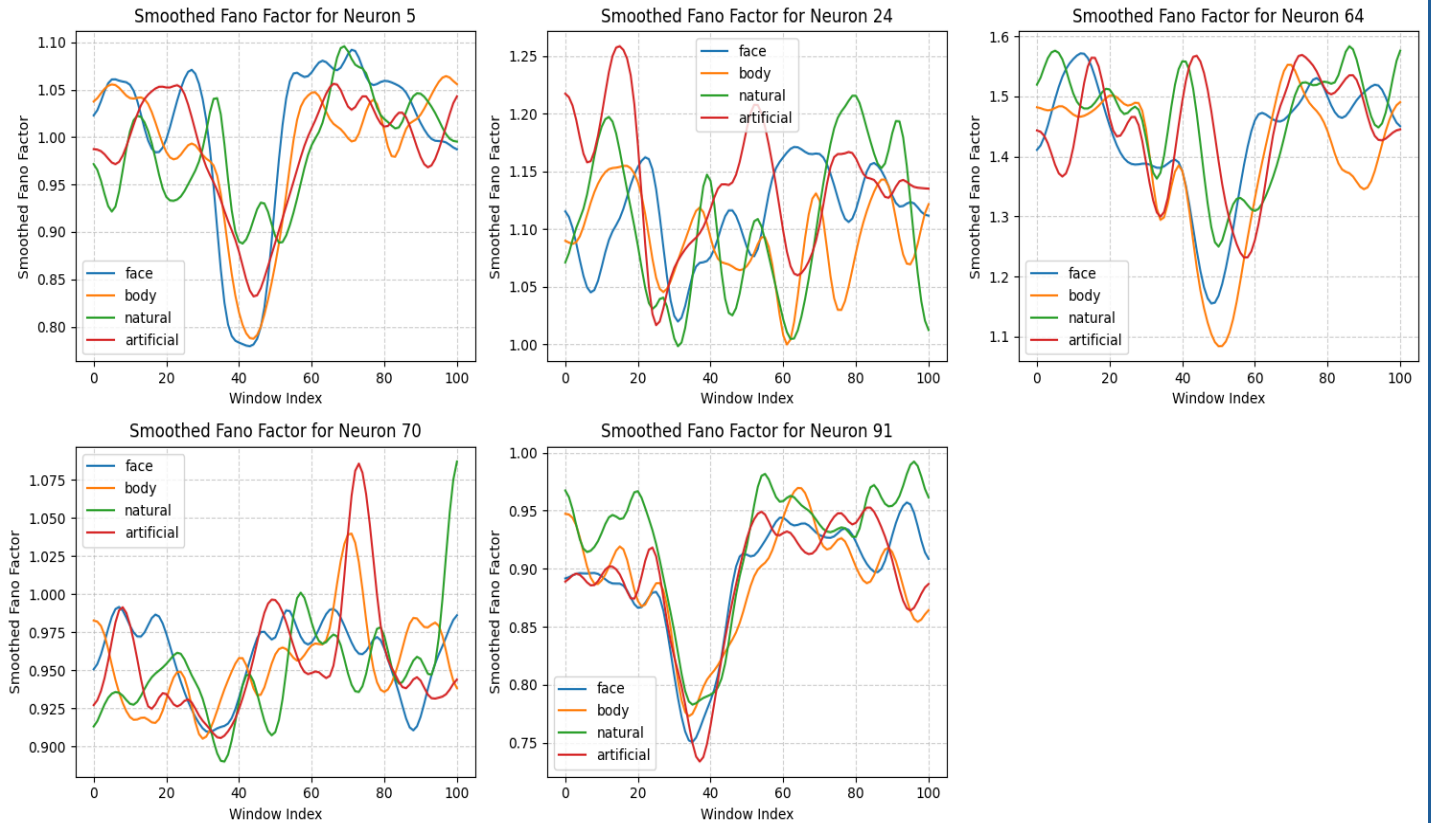 Smoothed Fano Factor for Neuron 5
Smoothed Fano Factor
1.10
1.05
1.00
0.95
0.90
0.85
0.80
face
body
natural
artificial
0 20 40 60 80 100
Window Index
Smoothed Fano Factor for Neuron 24
Smoothed Fano Factor
1.25
1.20
1.15
1.10
1.05
1.00
face
body
natural
artificial
0 20 40 60 80 100
Window Index
Smoothed Fano Factor for Neuron 64
Smoothed Fano Factor
1.6
1.5
1.4
1.3
1.2
1.1
face
body
natural
artificial
0 20 40 60 80 100
Window Index
Smoothed Fano Factor for Neuron 70
Smoothed Fano Factor
1.075
1.050
1.025
1.000
0.975
0.950
0.925
0.900
face
body
natural
artificial
0 20 40 60 80 100
Window Index
Smoothed Fano Factor for Neuron 91
Smoothed Fano Factor
1.00
0.95
0.90
0.85
0.80
0.75
face
body
natural
artificial
0 20 40 60 80 100
Window Index